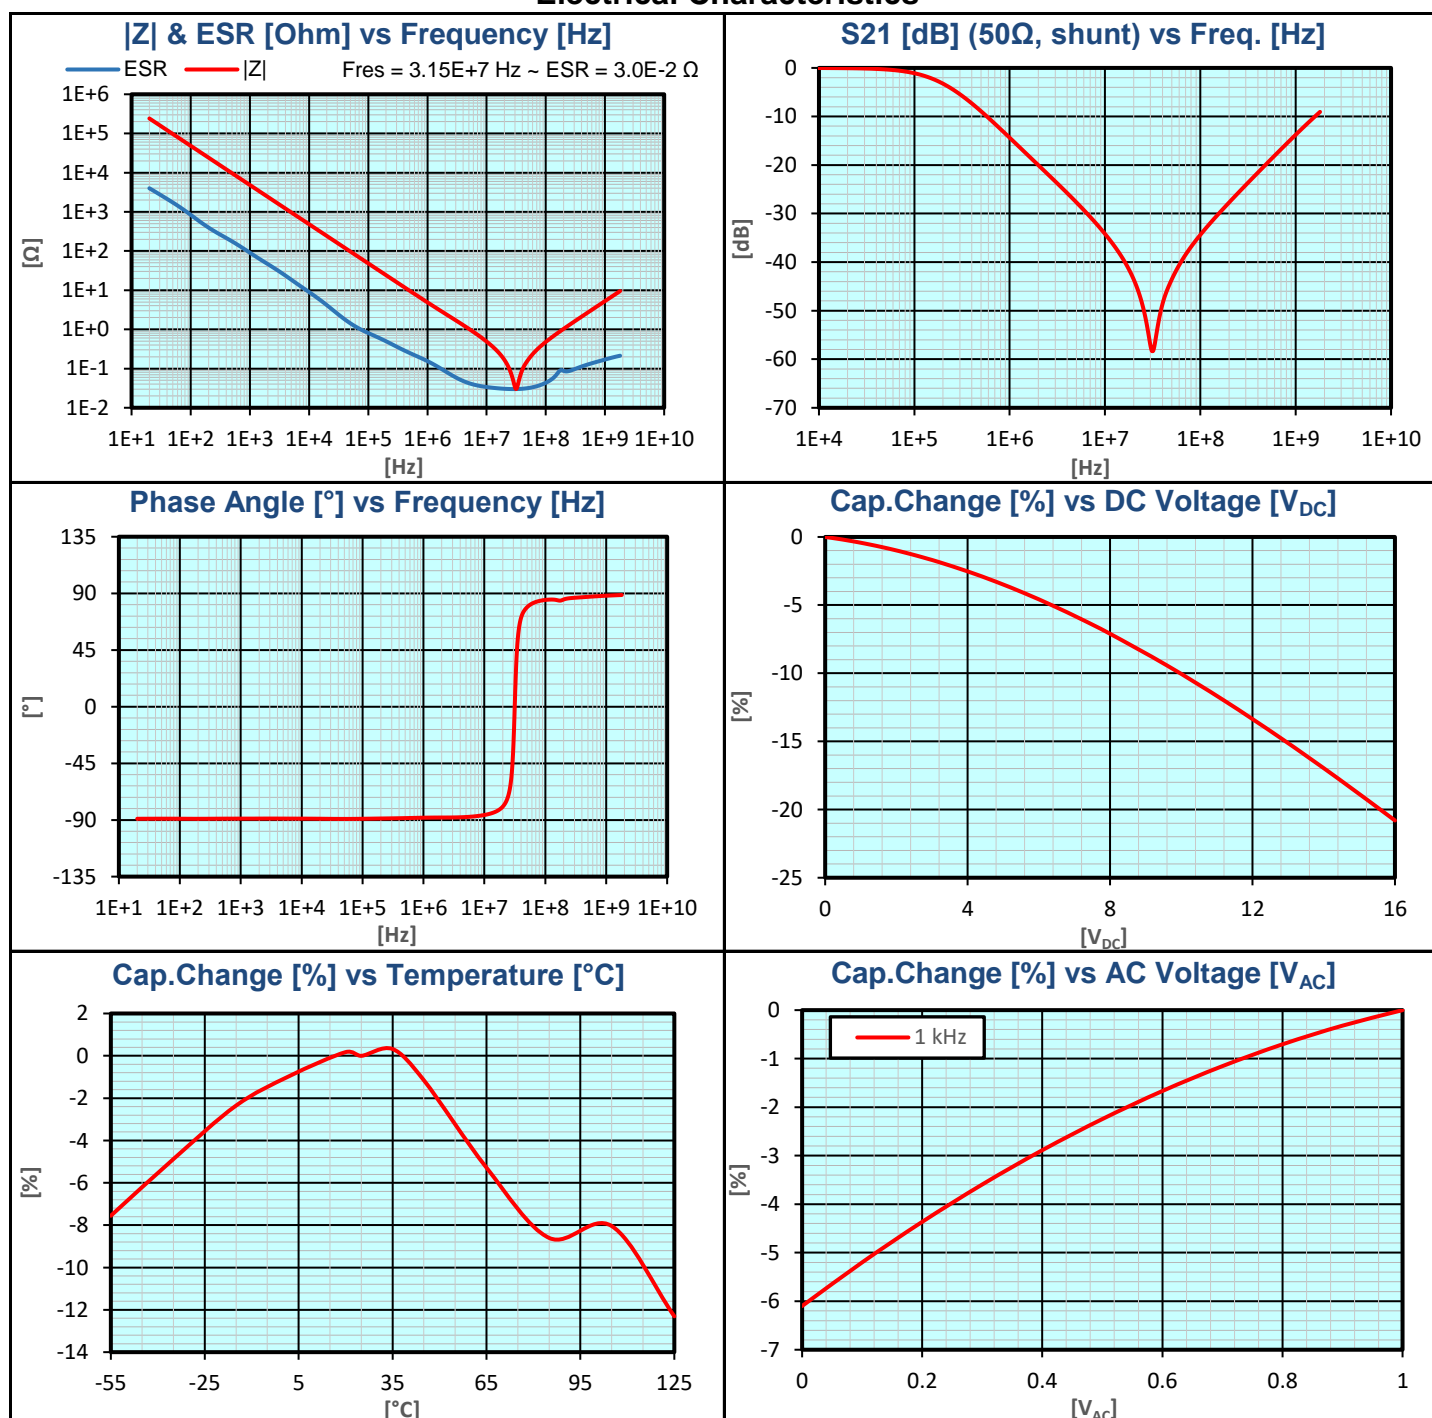 Electrical Characteristics
|Z| & ESR [Ohm] vs Frequency [Hz]
ESR |Z| Fres = 3.15E+7 Hz ~ ESR = 3.0E-2 Ω
1E+6
1E+5
1E+4
1E+3
1E+2
1E+1
1E+0
1E-1
1E-2
[Ω]
1E+1 1E+2 1E+3 1E+4 1E+5 1E+6 1E+7 1E+8 1E+9 1E+10
[Hz]
S21 [dB] (50Ω, shunt) vs Freq. [Hz]
0
-10
-20
-30
-40
-50
-60
-70
[dB]
1E+4 1E+5 1E+6 1E+7 1E+8 1E+9 1E+10
[Hz]
Phase Angle [°] vs Frequency [Hz]
135
90
45
0
-45
-90
-135
[°]
1E+1 1E+2 1E+3 1E+4 1E+5 1E+6 1E+7 1E+8 1E+9 1E+10
[Hz]
Cap.Change [%] vs DC Voltage [VDC]
0
-5
-10
-15
-20
-25
[%]
0 4 8 12 16
[VDC]
Cap.Change [%] vs Temperature [°C]
2
0
-2
-4
-6
-8
-10
-12
-14
[%]
-55 -25 5 35 65 95 125
[°C]
Cap.Change [%] vs AC Voltage [VAC]
1 kHz
0
-1
-2
-3
-4
-5
-6
-7
[%]
0 0.2 0.4 0.6 0.8 1
[VAC]